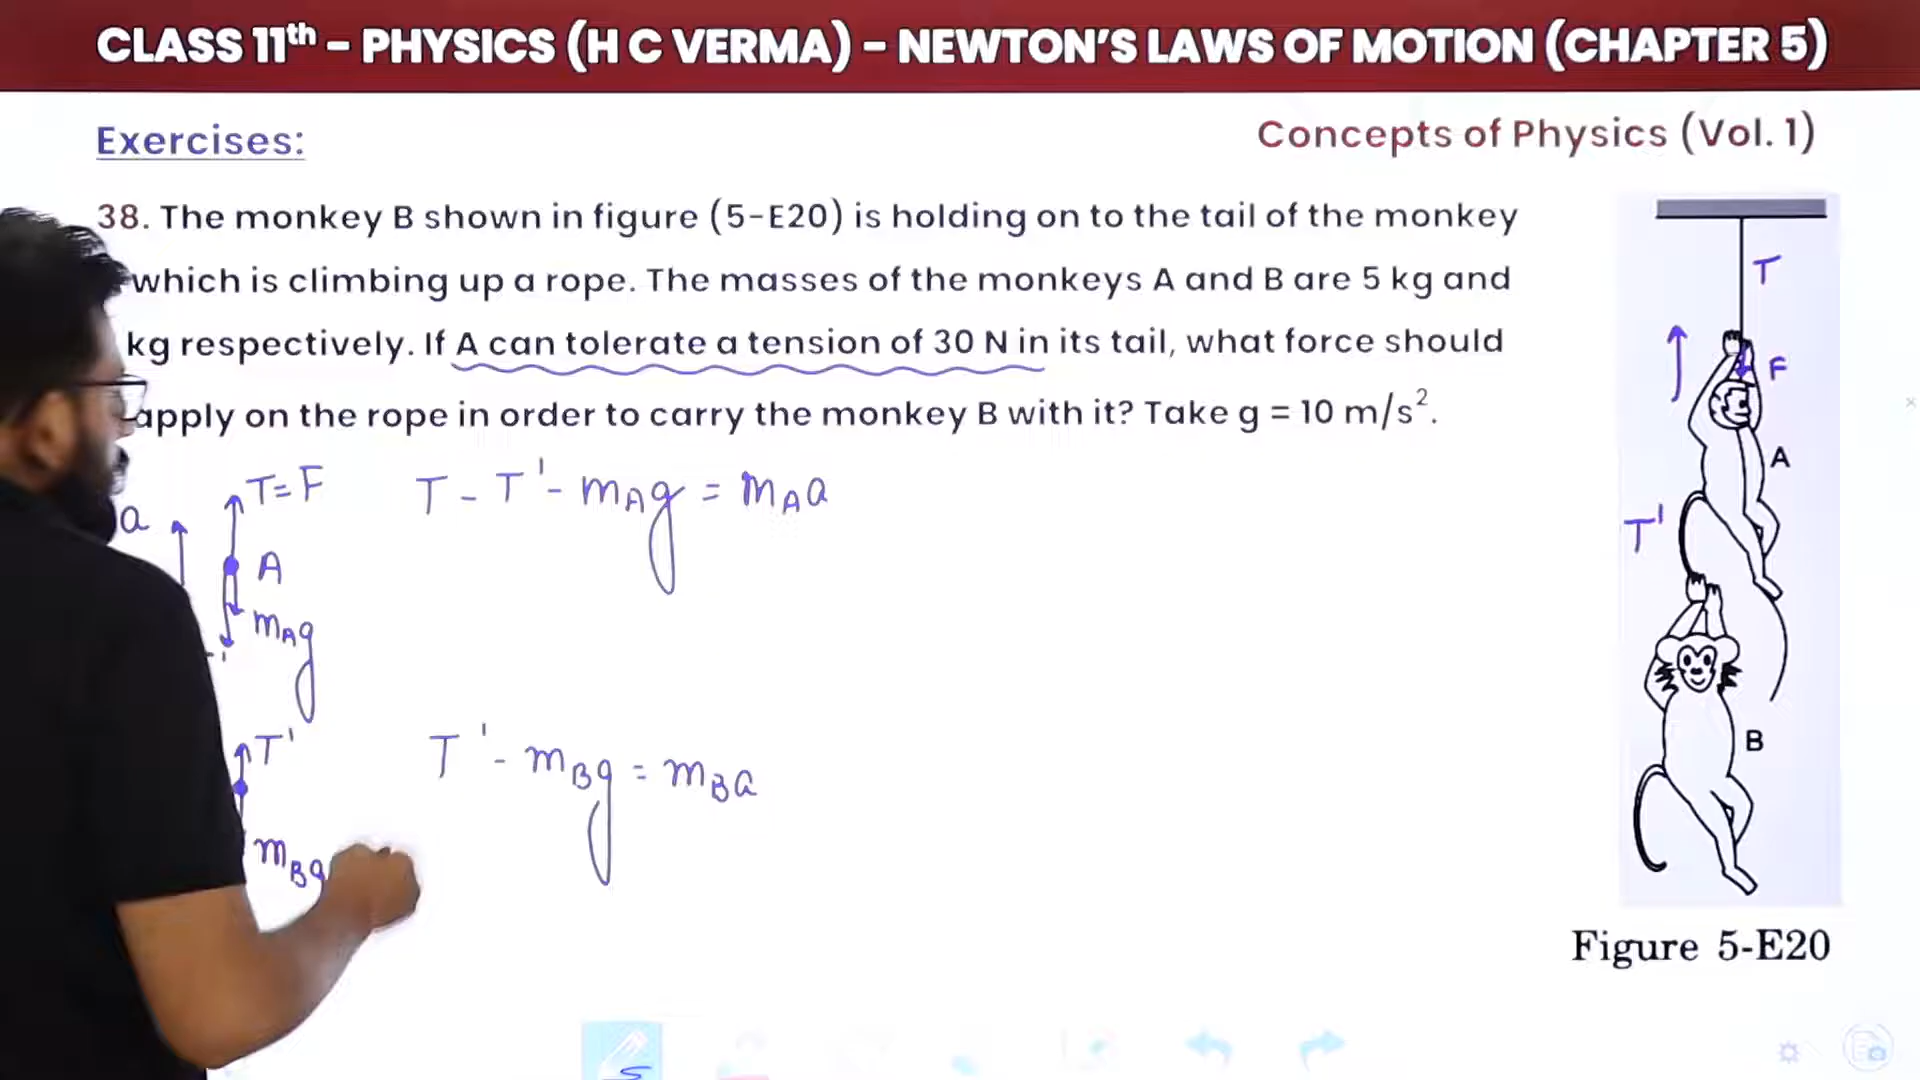 CLASS 11th – PHYSICS (H C VERMA) – NEWTON'S LAWS OF MOTION (CHAPTER 5)
Exercises:
Concepts of Physics (Vol. 1)
38. The monkey B shown in figure (5-E20) is holding on to the tail of the monkey
which is climbing up a rope. The masses of the monkeys A and B are 5 kg and
kg respectively. If A can tolerate a tension of 30 N in its tail, what force should
apply on the rope in order to carry the monkey B with it? Take g = 10 m/s².
T
F
A
T'
B
Figure 5-E20
a
T=F
A
mAg
T - T' - mAg = mAa
T'
mBg
T' - mBg = mBa